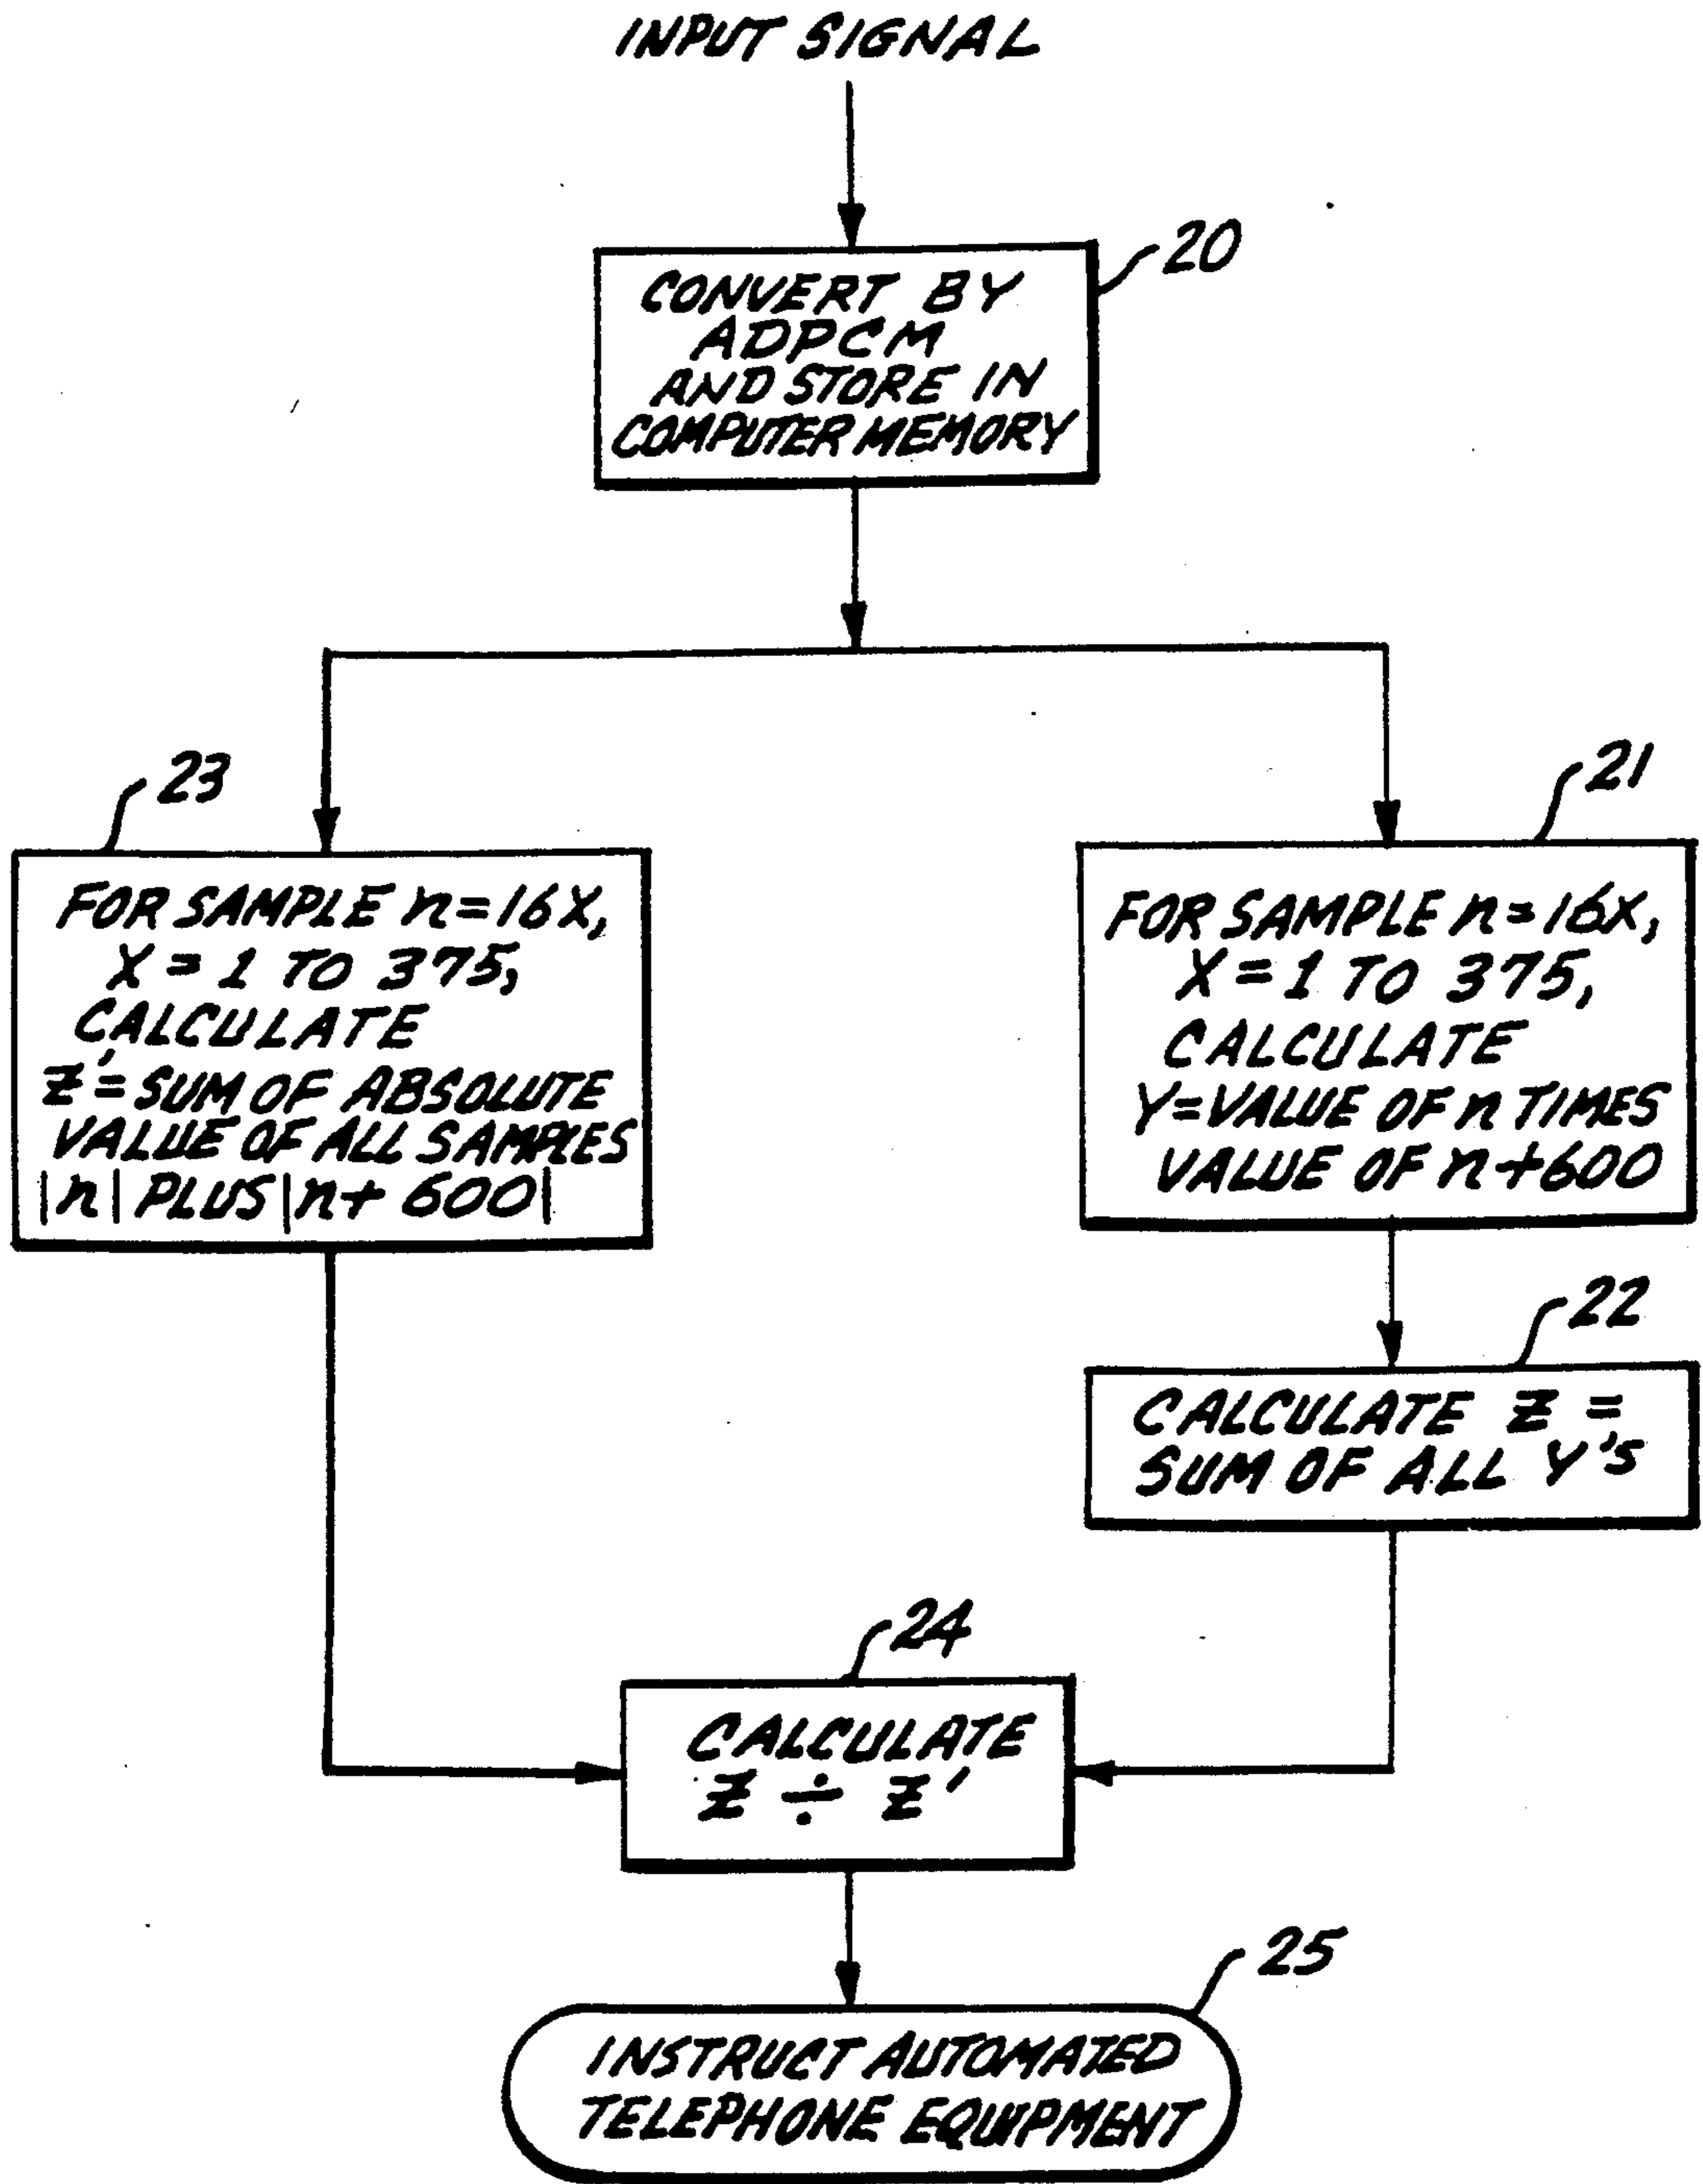 INPUT SIGNAL
20
CONVERT BY
ADPCM
AND STORE IN
COMPUTER MEMORY
23
FOR SAMPLE n=16X,
X = 1 TO 375,
CALCULATE
Z'=SUM OF ABSOLUTE
VALUE OF ALL SAMPLES
|n| PLUS |n+ 600|
21
FOR SAMPLE n=16X,
X = 1 TO 375,
CALCULATE
Y=VALUE OF n TIMES
VALUE OF n+600
22
CALCULATE Z =
SUM OF ALL Y'S
24
CALCULATE
Z ÷ Z'
25
INSTRUCT AUTOMATED
TELEPHONE EQUIPMENT